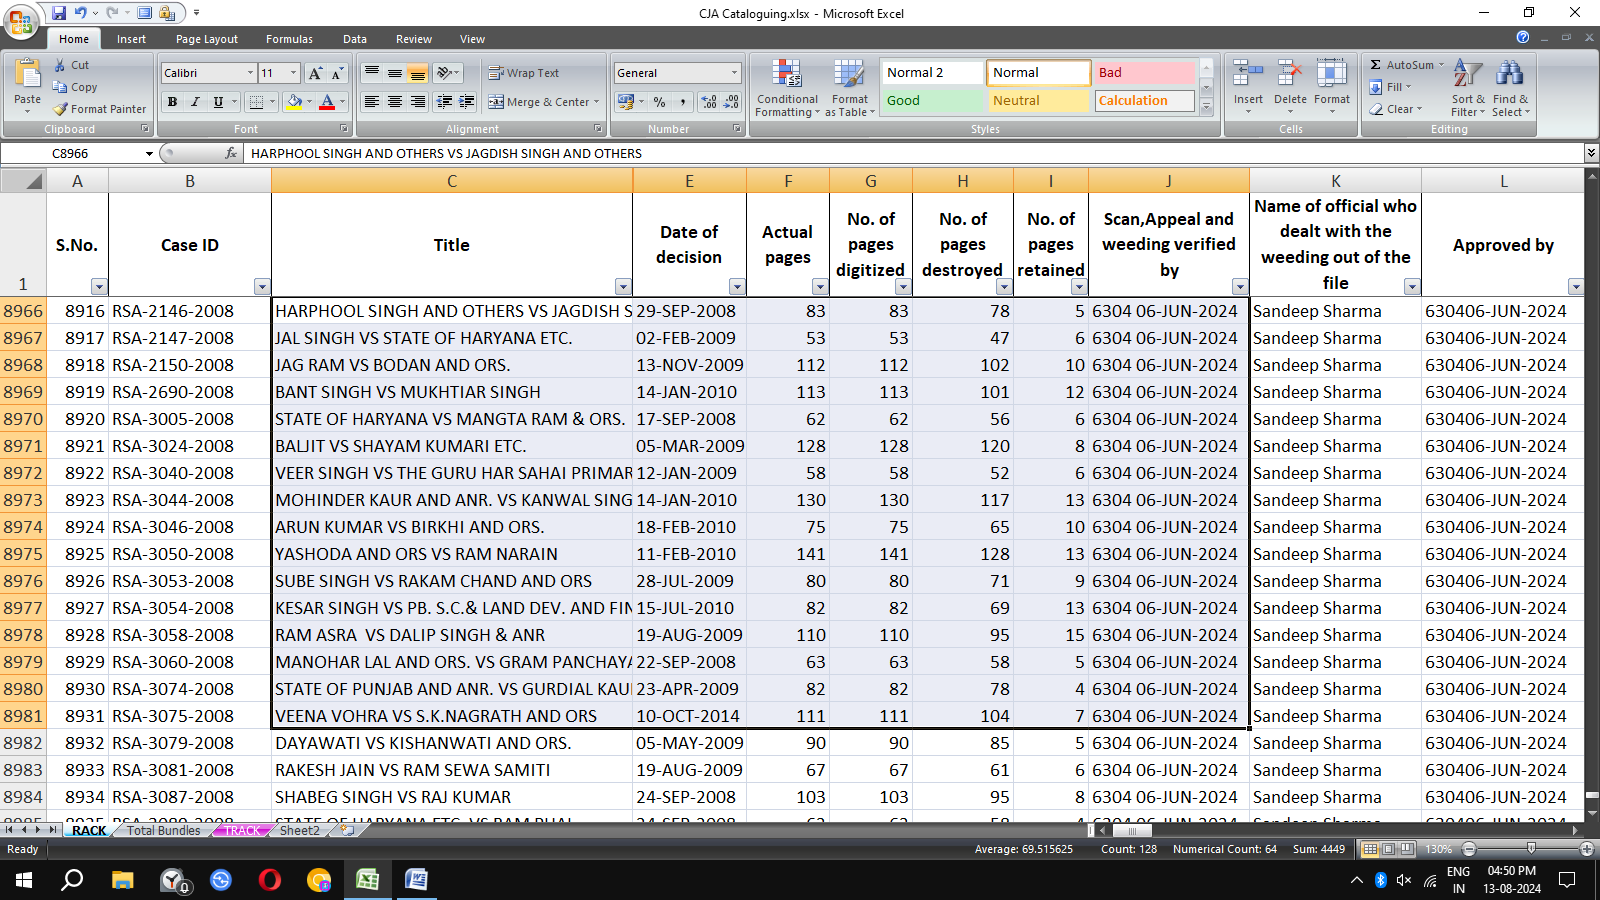 CJA Cataloguing.xlsx - Microsoft Excel
Home Insert Page Layout Formulas Data Review View
Paste Cut Copy Format Painter Clipboard
Calibri 11 B I U Font
Wrap Text Merge & Center Alignment
General % , Number
Conditional Formatting Format as Table
Normal 2 Normal Bad
Good Neutral Calculation
Styles
Insert Delete Format Cells
Σ AutoSum Fill Clear Sort & Filter Find & Select Editing
C8966 fx HARPHOOL SINGH AND OTHERS VS JAGDISH SINGH AND OTHERS
A B C E F G H I J K L
1 S.No. Case ID Title Date of decision Actual pages No. of pages digitized No. of pages destroyed No. of pages retained Scan,Appeal and weeding verified by Name of official who dealt with the weeding out of the file Approved by
8966 8916 RSA-2146-2008 HARPHOOL SINGH AND OTHERS VS JAGDISH S 29-SEP-2008 83 83 78 5 6304 06-JUN-2024 Sandeep Sharma 630406-JUN-2024
8967 8917 RSA-2147-2008 JAL SINGH VS STATE OF HARYANA ETC. 02-FEB-2009 53 53 47 6 6304 06-JUN-2024 Sandeep Sharma 630406-JUN-2024
8968 8918 RSA-2150-2008 JAG RAM VS BODAN AND ORS. 13-NOV-2009 112 112 102 10 6304 06-JUN-2024 Sandeep Sharma 630406-JUN-2024
8969 8919 RSA-2690-2008 BANT SINGH VS MUKHTIAR SINGH 14-JAN-2010 113 113 101 12 6304 06-JUN-2024 Sandeep Sharma 630406-JUN-2024
8970 8920 RSA-3005-2008 STATE OF HARYANA VS MANGTA RAM & ORS. 17-SEP-2008 62 62 56 6 6304 06-JUN-2024 Sandeep Sharma 630406-JUN-2024
8971 8921 RSA-3024-2008 BALJIT VS SHAYAM KUMARI ETC. 05-MAR-2009 128 128 120 8 6304 06-JUN-2024 Sandeep Sharma 630406-JUN-2024
8972 8922 RSA-3040-2008 VEER SINGH VS THE GURU HAR SAHAI PRIMAR 12-JAN-2009 58 58 52 6 6304 06-JUN-2024 Sandeep Sharma 630406-JUN-2024
8973 8923 RSA-3044-2008 MOHINDER KAUR AND ANR. VS KANWAL SING 14-JAN-2010 130 130 117 13 6304 06-JUN-2024 Sandeep Sharma 630406-JUN-2024
8974 8924 RSA-3046-2008 ARUN KUMAR VS BIRKHI AND ORS. 18-FEB-2010 75 75 65 10 6304 06-JUN-2024 Sandeep Sharma 630406-JUN-2024
8975 8925 RSA-3050-2008 YASHODA AND ORS VS RAM NARAIN 11-FEB-2010 141 141 128 13 6304 06-JUN-2024 Sandeep Sharma 630406-JUN-2024
8976 8926 RSA-3053-2008 SUBE SINGH VS RAKAM CHAND AND ORS 28-JUL-2009 80 80 71 9 6304 06-JUN-2024 Sandeep Sharma 630406-JUN-2024
8977 8927 RSA-3054-2008 KESAR SINGH VS PB. S.C.& LAND DEV. AND FIN 15-JUL-2010 82 82 69 13 6304 06-JUN-2024 Sandeep Sharma 630406-JUN-2024
8978 8928 RSA-3058-2008 RAM ASRA VS DALIP SINGH & ANR 19-AUG-2009 110 110 95 15 6304 06-JUN-2024 Sandeep Sharma 630406-JUN-2024
8979 8929 RSA-3060-2008 MANOHAR LAL AND ORS. VS GRAM PANCHAYA 22-SEP-2008 63 63 58 5 6304 06-JUN-2024 Sandeep Sharma 630406-JUN-2024
8980 8930 RSA-3074-2008 STATE OF PUNJAB AND ANR. VS GURDIAL KAU 23-APR-2009 82 82 78 4 6304 06-JUN-2024 Sandeep Sharma 630406-JUN-2024
8981 8931 RSA-3075-2008 VEENA VOHRA VS S.K.NAGRATH AND ORS 10-OCT-2014 111 111 104 7 6304 06-JUN-2024 Sandeep Sharma 630406-JUN-2024
8982 8932 RSA-3079-2008 DAYAWATI VS KISHANWATI AND ORS. 05-MAY-2009 90 90 85 5 6304 06-JUN-2024 Sandeep Sharma 630406-JUN-2024
8983 8933 RSA-3081-2008 RAKESH JAIN VS RAM SEWA SAMITI 19-AUG-2009 67 67 61 6 6304 06-JUN-2024 Sandeep Sharma 630406-JUN-2024
8984 8934 RSA-3087-2008 SHABEG SINGH VS RAJ KUMAR 24-SEP-2008 103 103 95 8 6304 06-JUN-2024 Sandeep Sharma 630406-JUN-2024
RACK Total Bundles TRACK Sheet2
Ready Average: 69.515625 Count: 128 Numerical Count: 64 Sum: 4449 130%
ENG IN 04:50 PM 13-08-2024